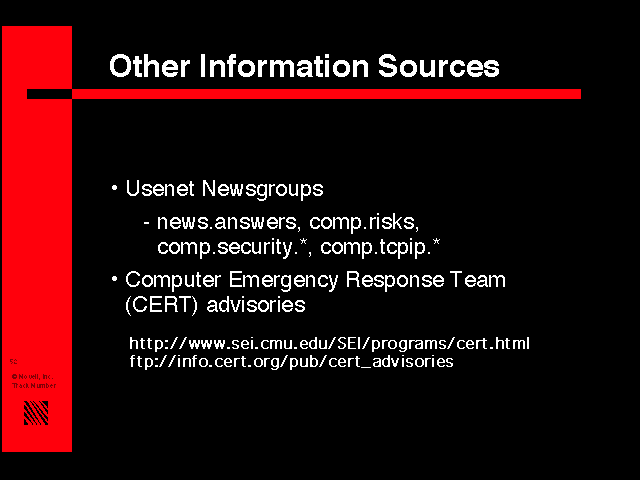 Other Information Sources
• Usenet Newsgroups
- news.answers, comp.risks,
comp.security.*, comp.tcpip.*
• Computer Emergency Response Team
(CERT) advisories
http://www.sei.cmu.edu/SEI/programs/cert.html
ftp://info.cert.org/pub/cert_advisories
© Novell, Inc.
Track Number